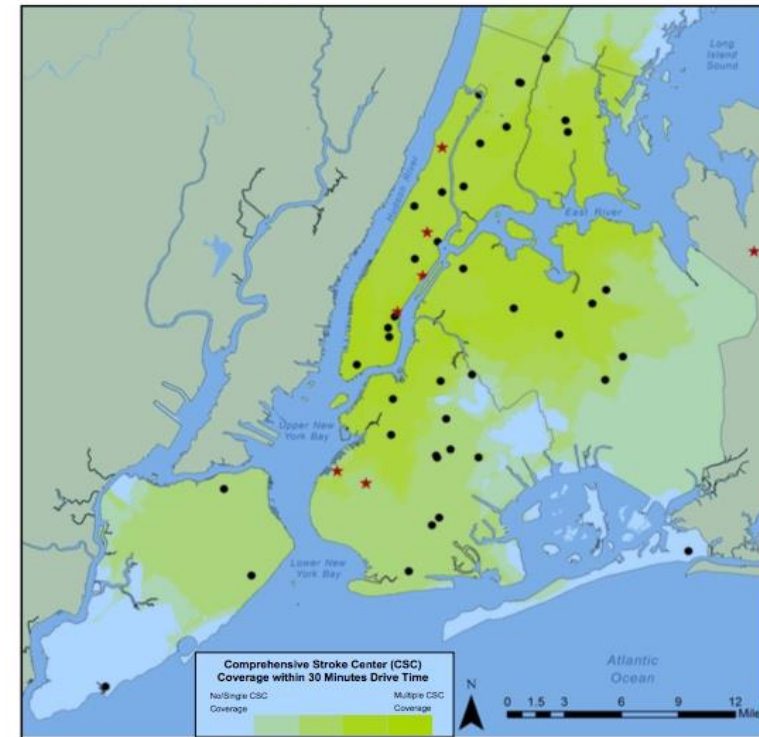 Long
Island
Sound
Hudson River
East River
Upper New
York Bay
Lower New
York Bay
Atlantic
Ocean
Comprehensive Stroke Center (CSC)
Coverage within 30 Minutes Drive Time
No/Single CSC
Coverage
Multiple CSC
Coverage
N
0 1.5 3 6 9 12
Mile